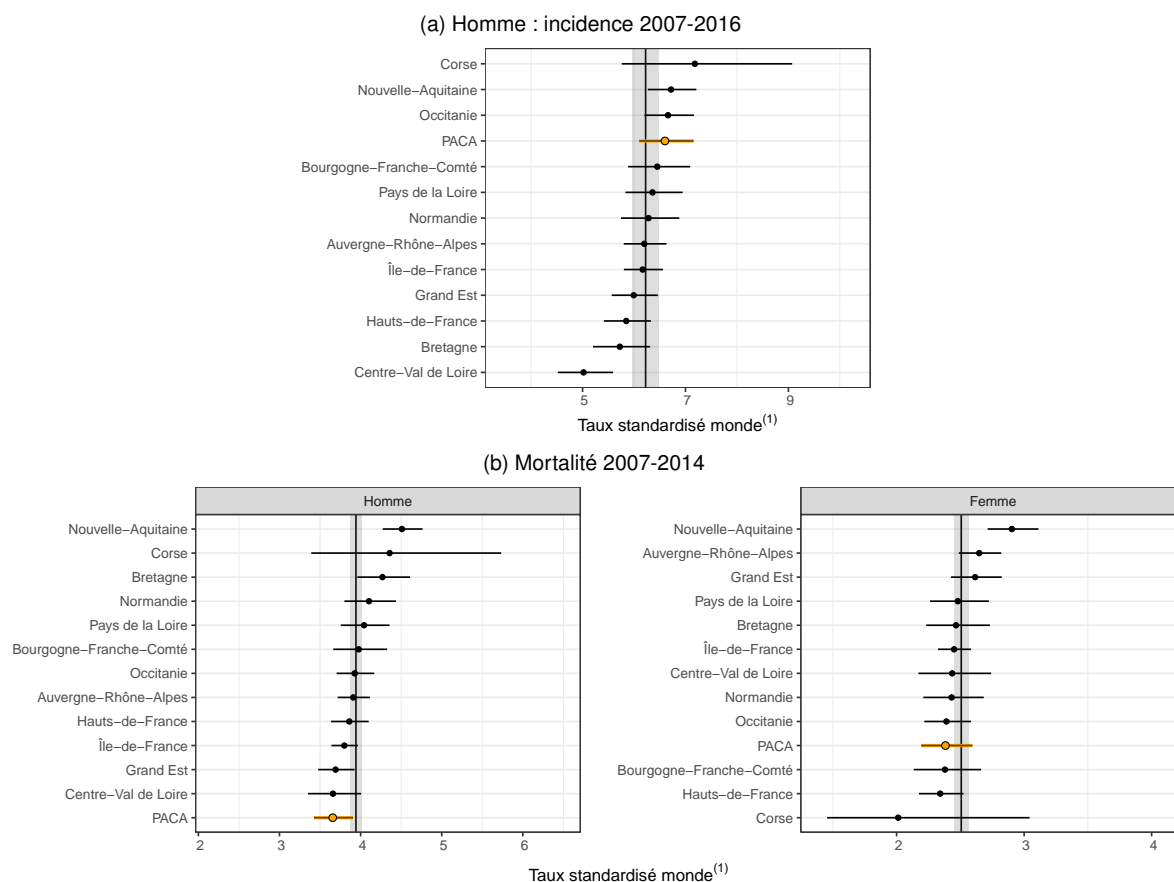 (a) Homme : incidence 2007-2016
Corse
Nouvelle−Aquitaine
Occitanie
PACA
Bourgogne−Franche−Comté
Pays de la Loire
Normandie
Auvergne−Rhône−Alpes
Île−de−France
Grand Est
Hauts−de−France
Bretagne
Centre−Val de Loire
5 7 9
Taux standardisé monde(1)
(b) Mortalité 2007-2014
Homme
Nouvelle−Aquitaine
Corse
Bretagne
Normandie
Pays de la Loire
Bourgogne−Franche−Comté
Occitanie
Auvergne−Rhône−Alpes
Hauts−de−France
Île−de−France
Grand Est
Centre−Val de Loire
PACA
2 3 4 5 6
Femme
Nouvelle−Aquitaine
Auvergne−Rhône−Alpes
Grand Est
Pays de la Loire
Bretagne
Île−de−France
Centre−Val de Loire
Normandie
Occitanie
PACA
Bourgogne−Franche−Comté
Hauts−de−France
Corse
2 3 4
Taux standardisé monde(1)